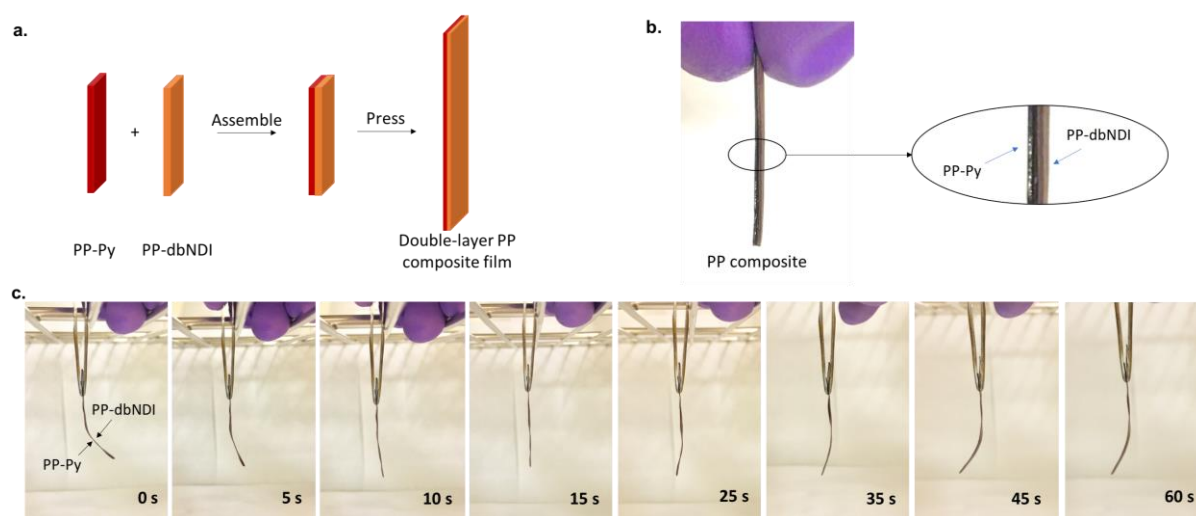 a.
Assemble
Press
+
PP-Py
PP-dbNDI
Double-layer PP
composite film
b.
PP-dbNDI
PP-Py
PP composite
c.
PP-dbNDI
PP-Py
0 s
5 s
10 s
15 s
25 s
35 s
45 s
60 s